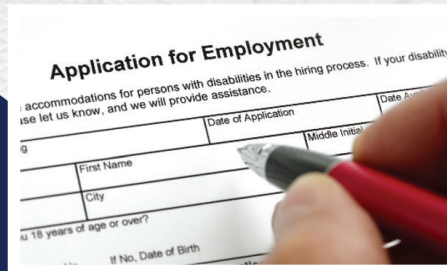 Application for Employment
accommodations for persons with disabilities in the hiring process. If your disability
let us know, and we will provide assistance.
Date of Application
Date
First Name
Middle Initial
City
18 years of age or over?
If No, Date of Birth